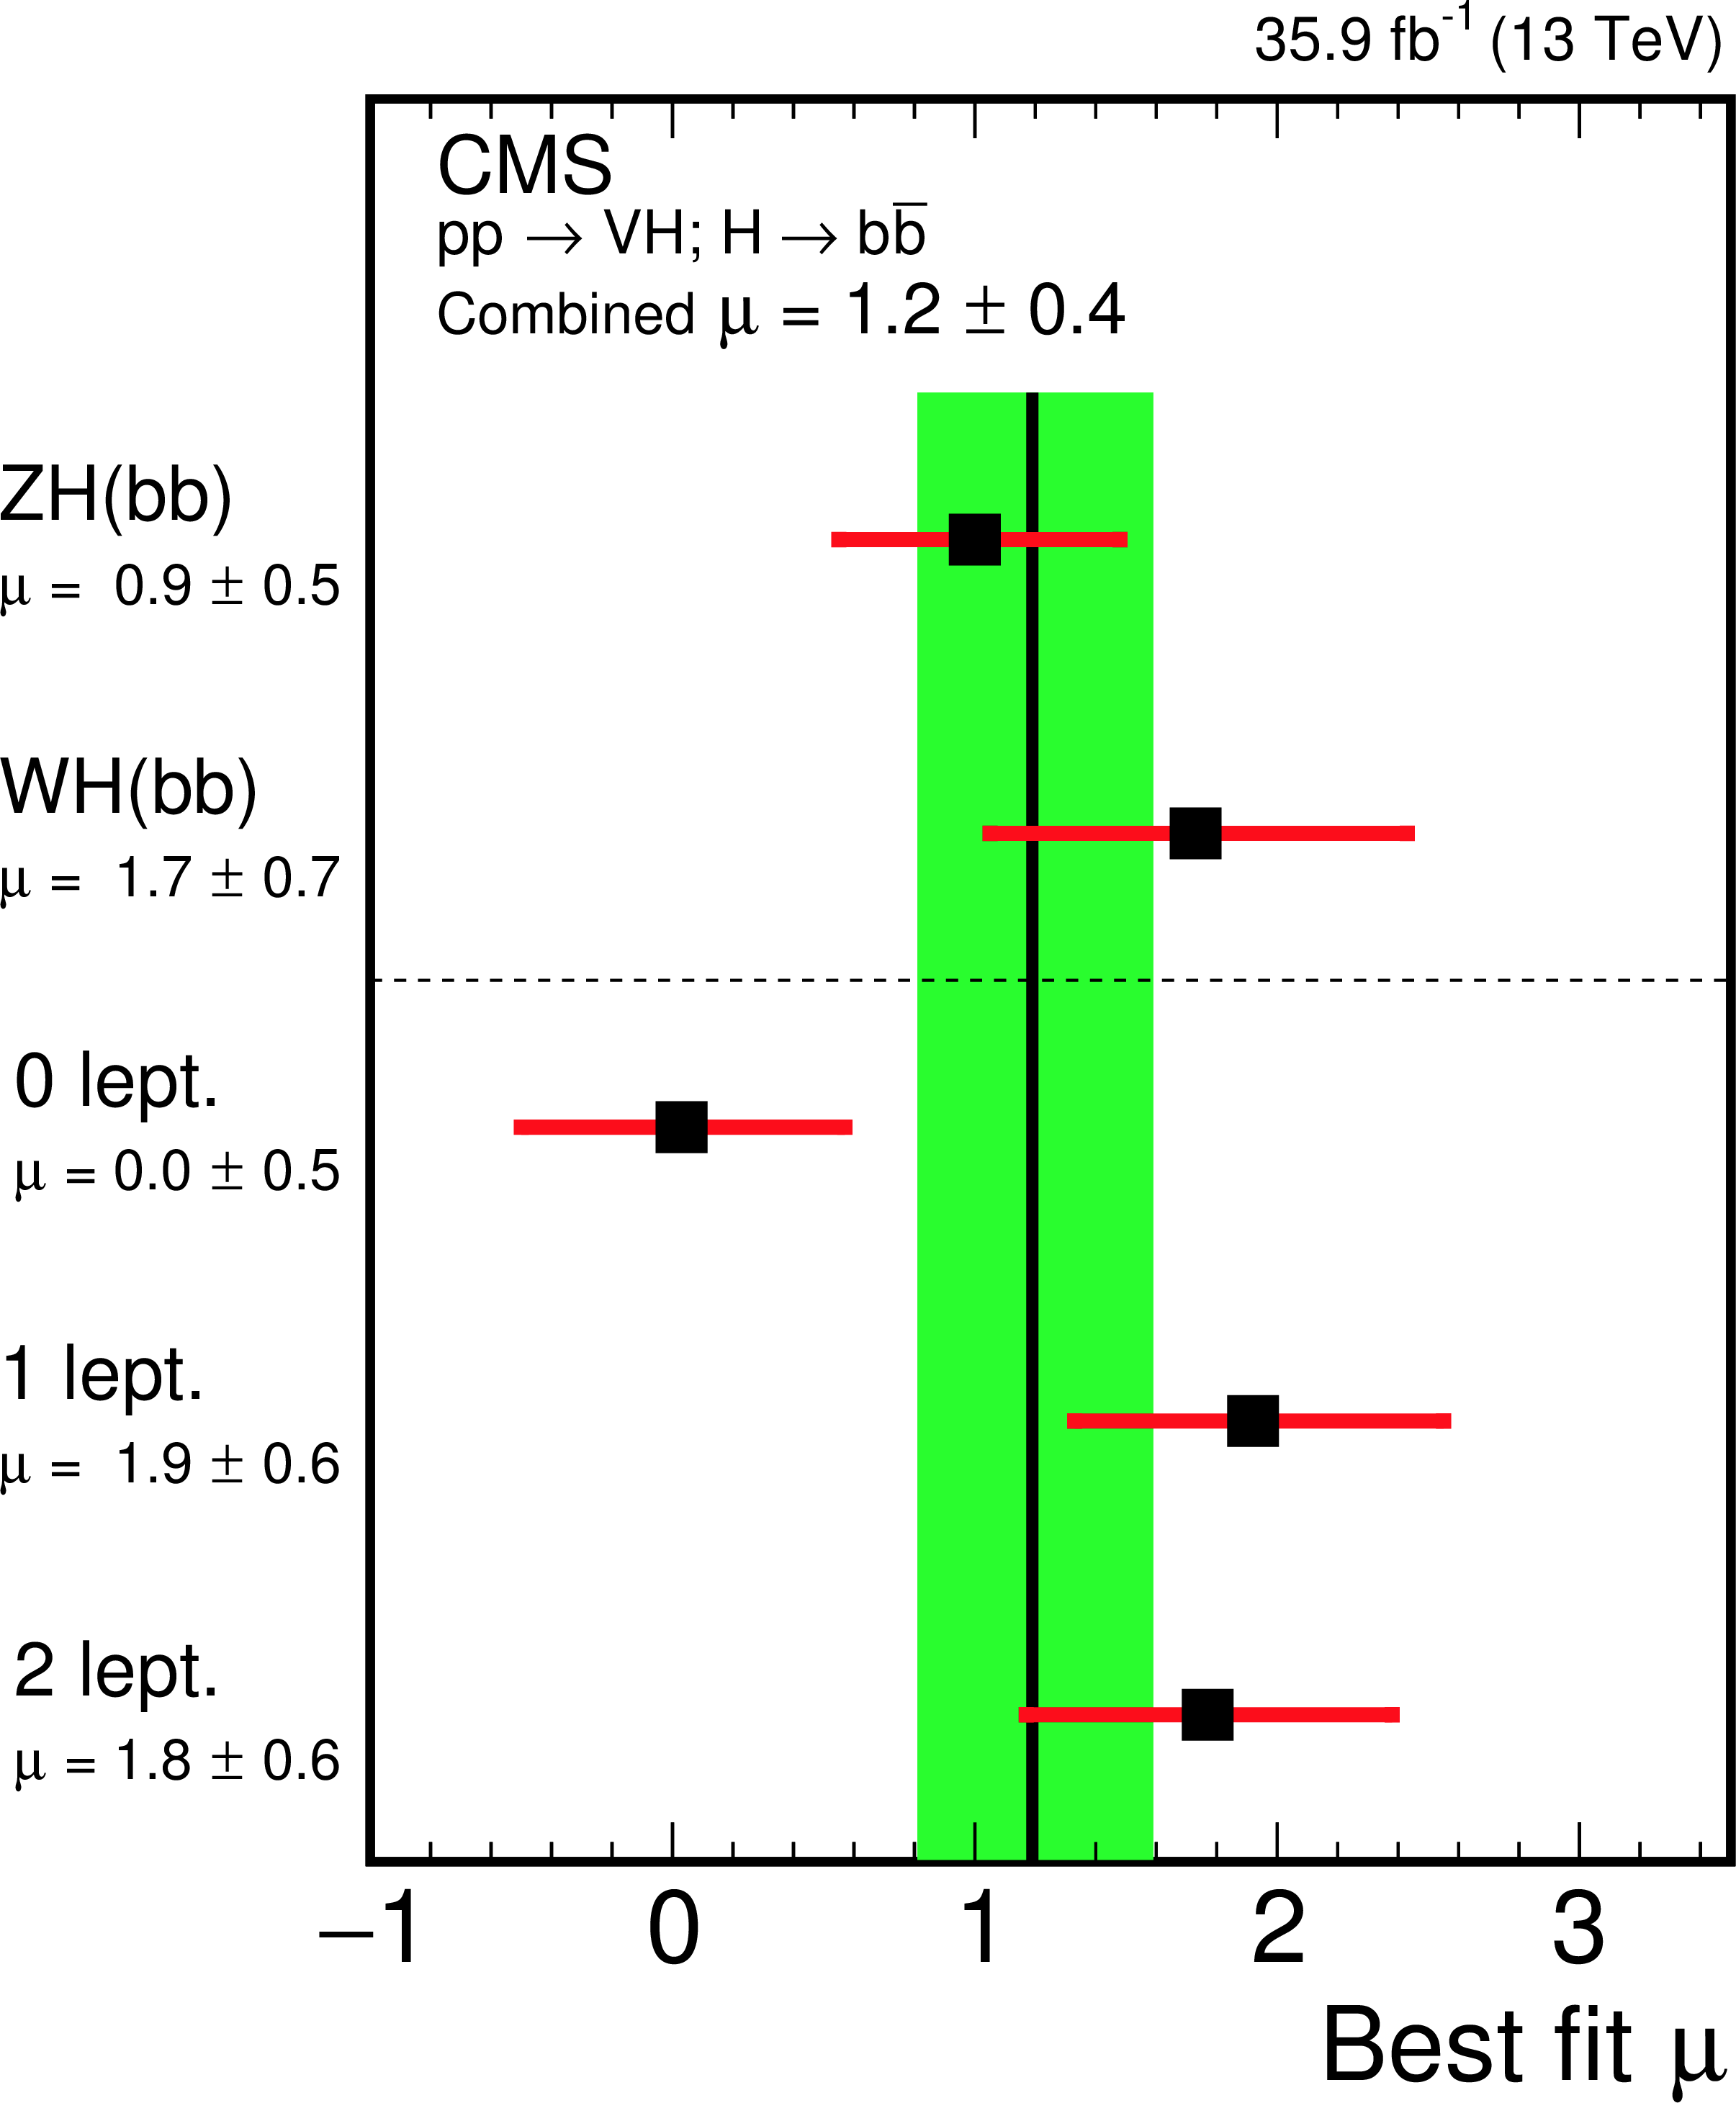 35.9 fb⁻¹ (13 TeV)
CMS
pp → VH; H → bb̅
Combined μ = 1.2 ± 0.4
ZH(bb)
μ = 0.9 ± 0.5
WH(bb)
μ = 1.7 ± 0.7
0 lept.
μ = 0.0 ± 0.5
1 lept.
μ = 1.9 ± 0.6
2 lept.
μ = 1.8 ± 0.6
−1 0 1 2 3
Best fit μ